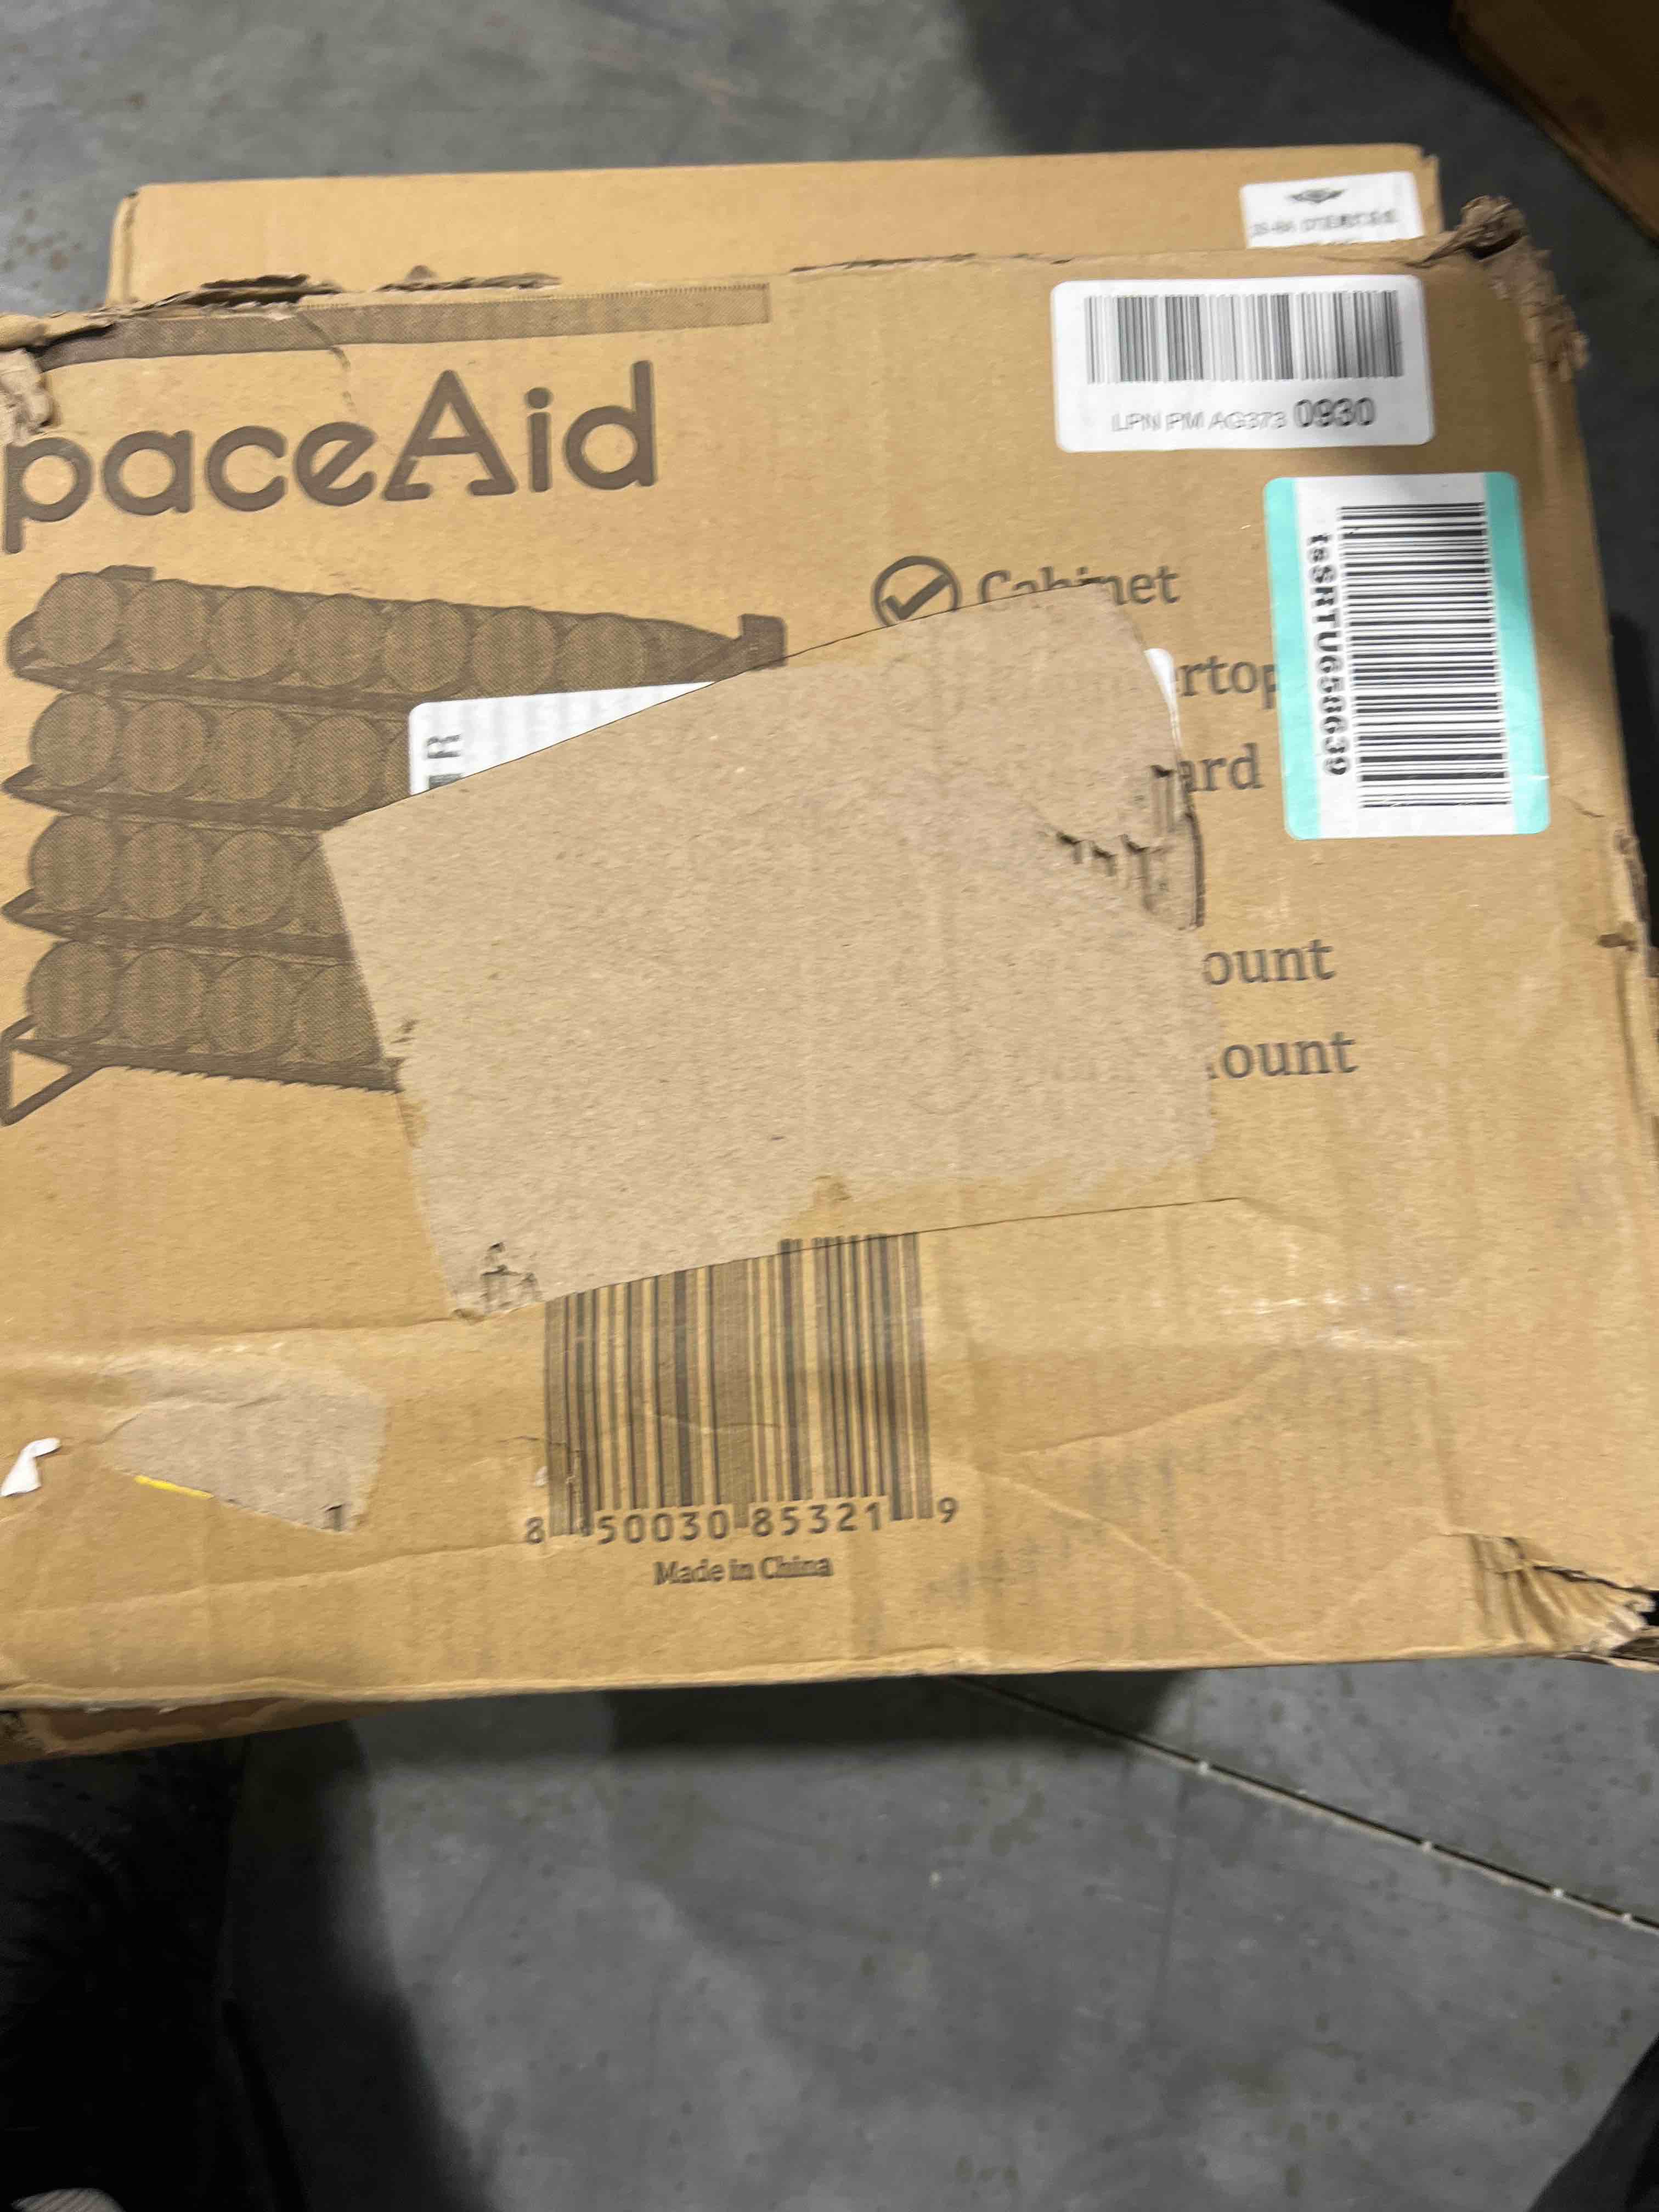 LPN PM AG373 0930
paceAid
IsSRTU658639
Cabinet
rtop
ard
R
ount
ount
8 50030 85321 9
Made in China